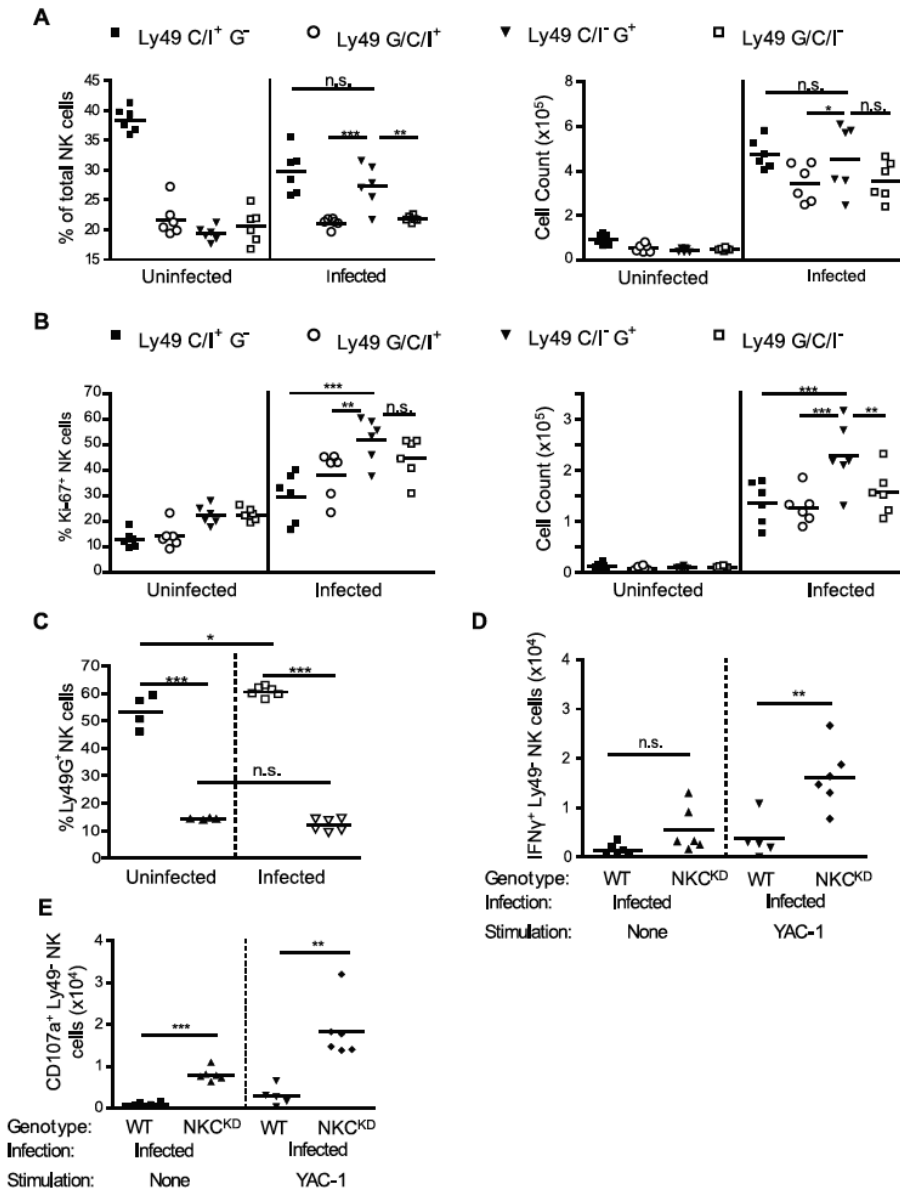 A
Ly49 C/I⁺ G⁻
Ly49 G/C/I⁺
Ly49 C/I⁻ G⁺
Ly49 G/C/I⁻
% of total NK cells
45
40
35
30
25
20
15
n.s.
***
**
Uninfected
Infected
Cell Count (x10⁵)
8
6
4
2
0
n.s.
*
n.s.
Uninfected
Infected
B
Ly49 C/I⁺ G⁻
Ly49 G/C/I⁺
Ly49 C/I⁻ G⁺
Ly49 G/C/I⁻
% Ki-67⁺ NK cells
70
60
50
40
30
20
10
0
***
**
n.s.
Uninfected
Infected
Cell Count (x10⁵)
3
2
1
0
***
***
**
Uninfected
Infected
C
% Ly49G⁺ NK cells
70
60
50
40
30
20
10
0
*
***
***
n.s.
Uninfected
Infected
D
IFNγ⁺ Ly49- NK cells (x10⁴)
4
3
2
1
0
n.s.
**
Genotype: WT NKCᴷᴰ WT NKCᴷᴰ
Infection: Infected Infected
Stimulation: None YAC-1
E
CD107a⁺ Ly49- NK
cells (x10⁴)
4
3
2
1
0
***
**
Genotype: WT NKCᴷᴰ WT NKCᴷᴰ
Infection: Infected Infected
Stimulation: None YAC-1